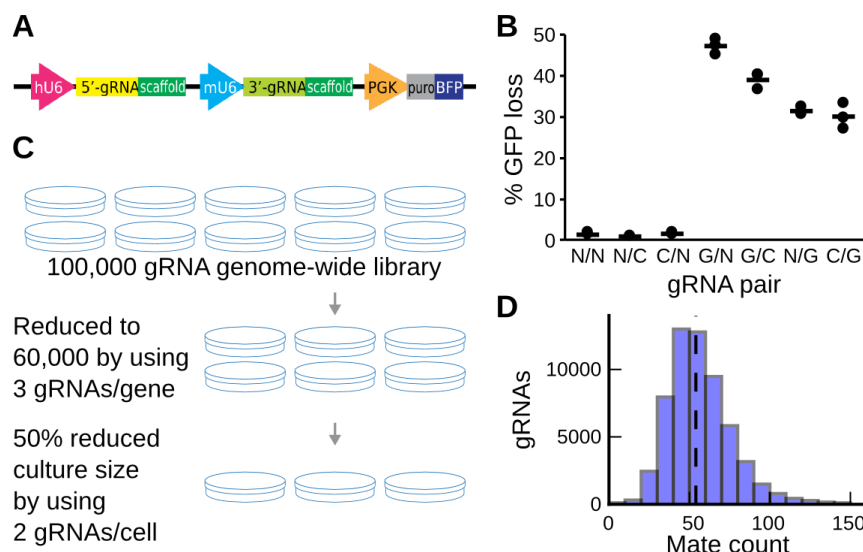 A
hU6
5’-gRNA
scaffold
mU6
3’-gRNA
scaffold
PGK
puro
BFP
B
% GFP loss
50
40
30
20
10
0
N/N N/C C/N G/N G/C N/G C/G
gRNA pair
C
100,000 gRNA genome-wide library
Reduced to
60,000 by using
3 gRNAs/gene
50% reduced
culture size
by using
2 gRNAs/cell
D
gRNAs
10000
5000
0
0 50 100 150
Mate count